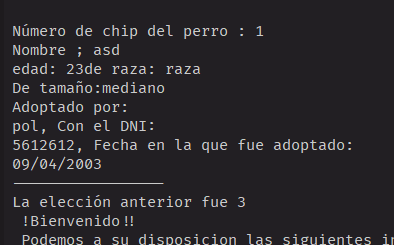 Número de chip del perro : 1
Nombre ; asd
edad: 23de raza: raza
De tamaño:mediano
Adoptado por:
pol, Con el DNI:
5612612, Fecha en la que fue adoptado:
09/04/2003
─────────────────
La elección anterior fue 3
!Bienvenido!!
Podemos a su disposicion las siguientes